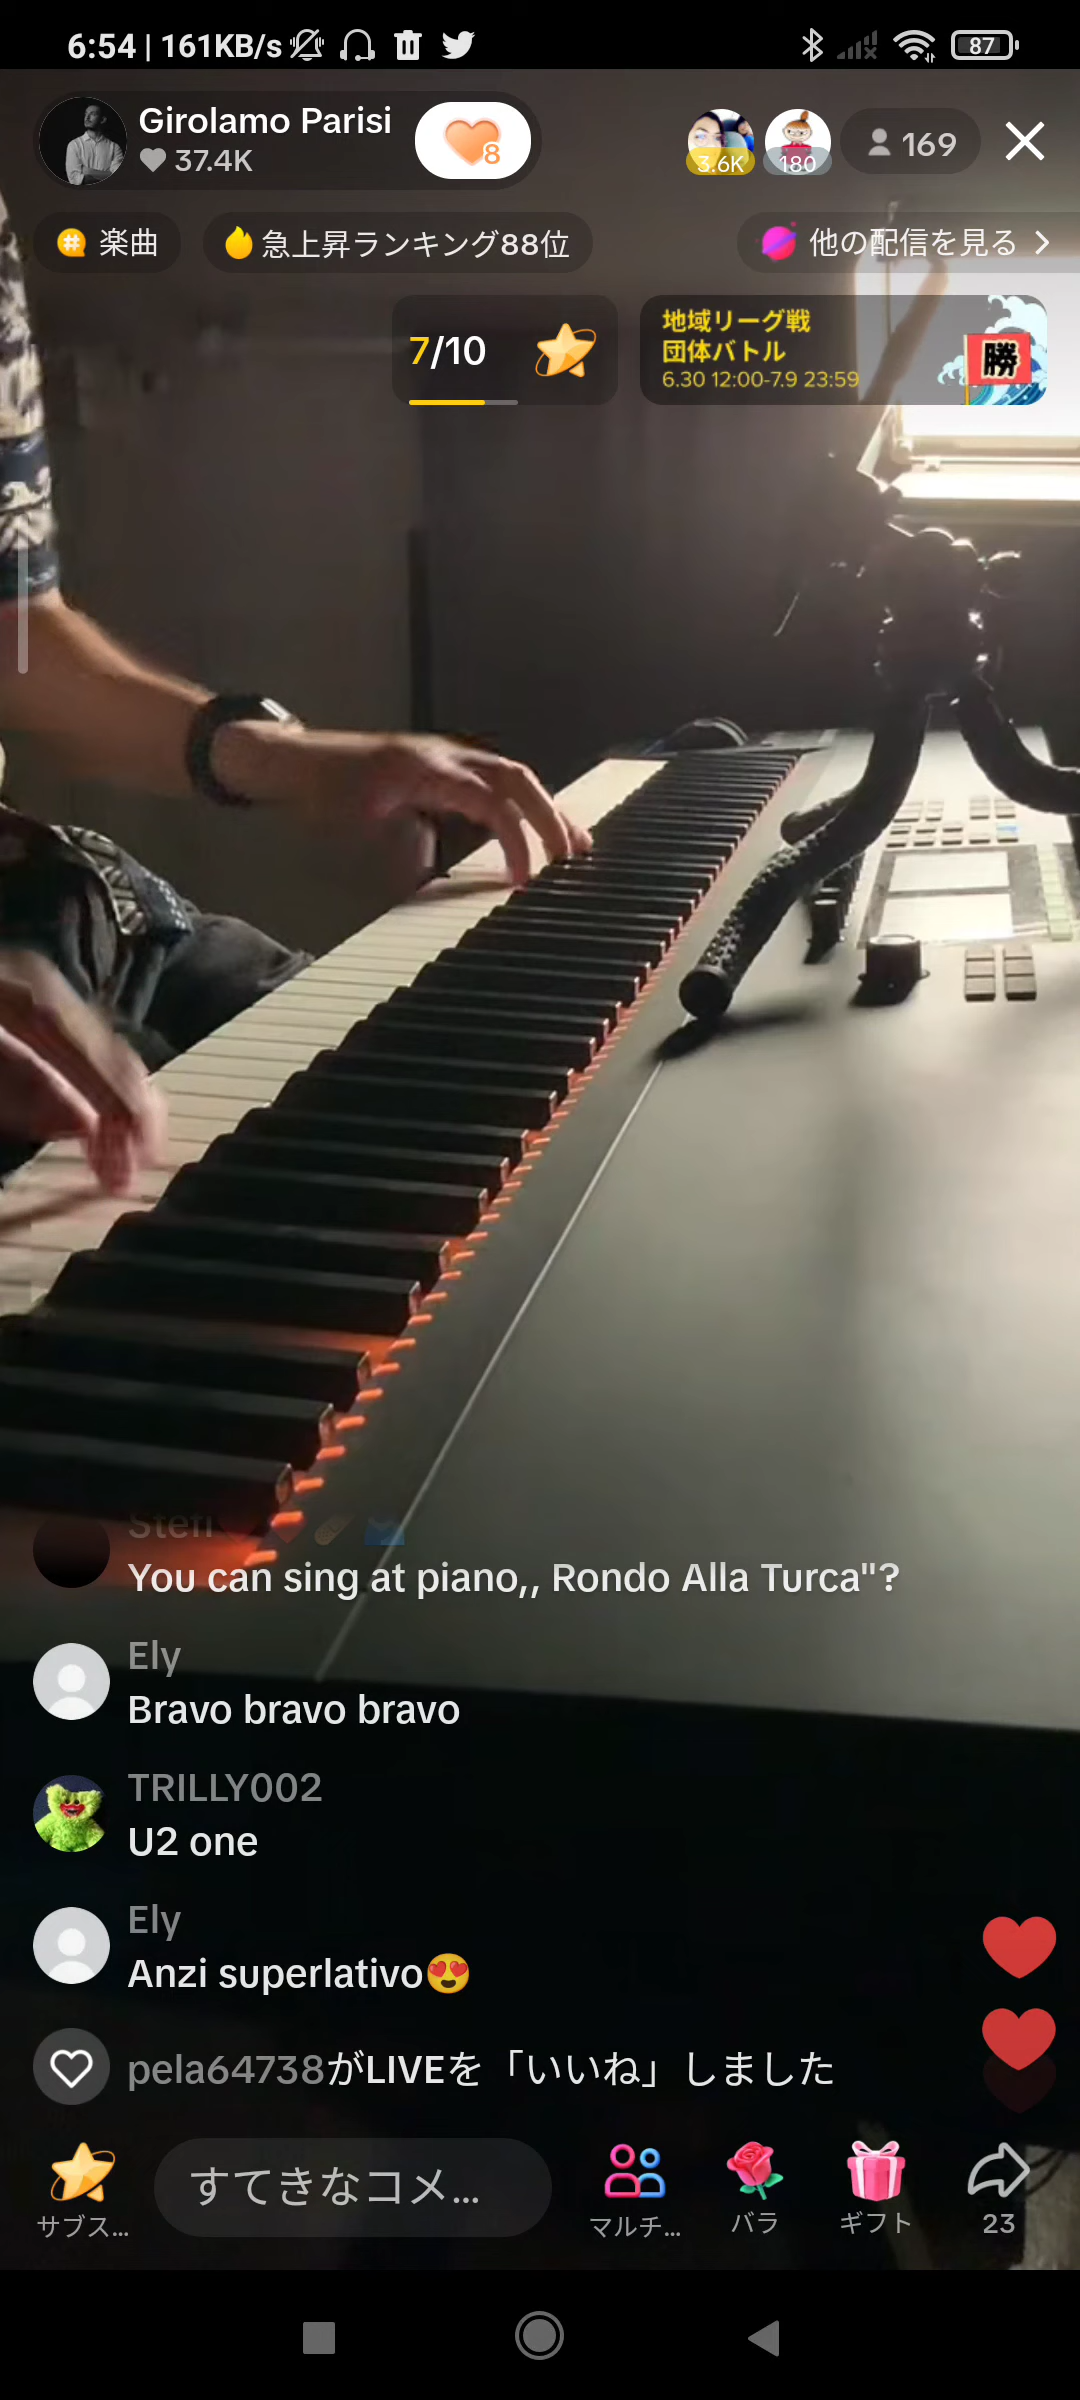 6:54 | 161KB/s
87
Girolamo Parisi
37.4K
8
3.6K
180
169
楽曲
急上昇ランキング88位
他の配信を見る
7/10
地域リーグ戦
団体バトル
6.30 12:00-7.9 23:59
勝
Stefi
You can sing at piano,, Rondo Alla Turca"?
Ely
Bravo bravo bravo
TRILLY002
U2 one
Ely
Anzi superlativo😍
pela64738がLIVEを「いいね」しました
すてきなコメ...
サブス...
マルチ...
バラ
ギフト
23